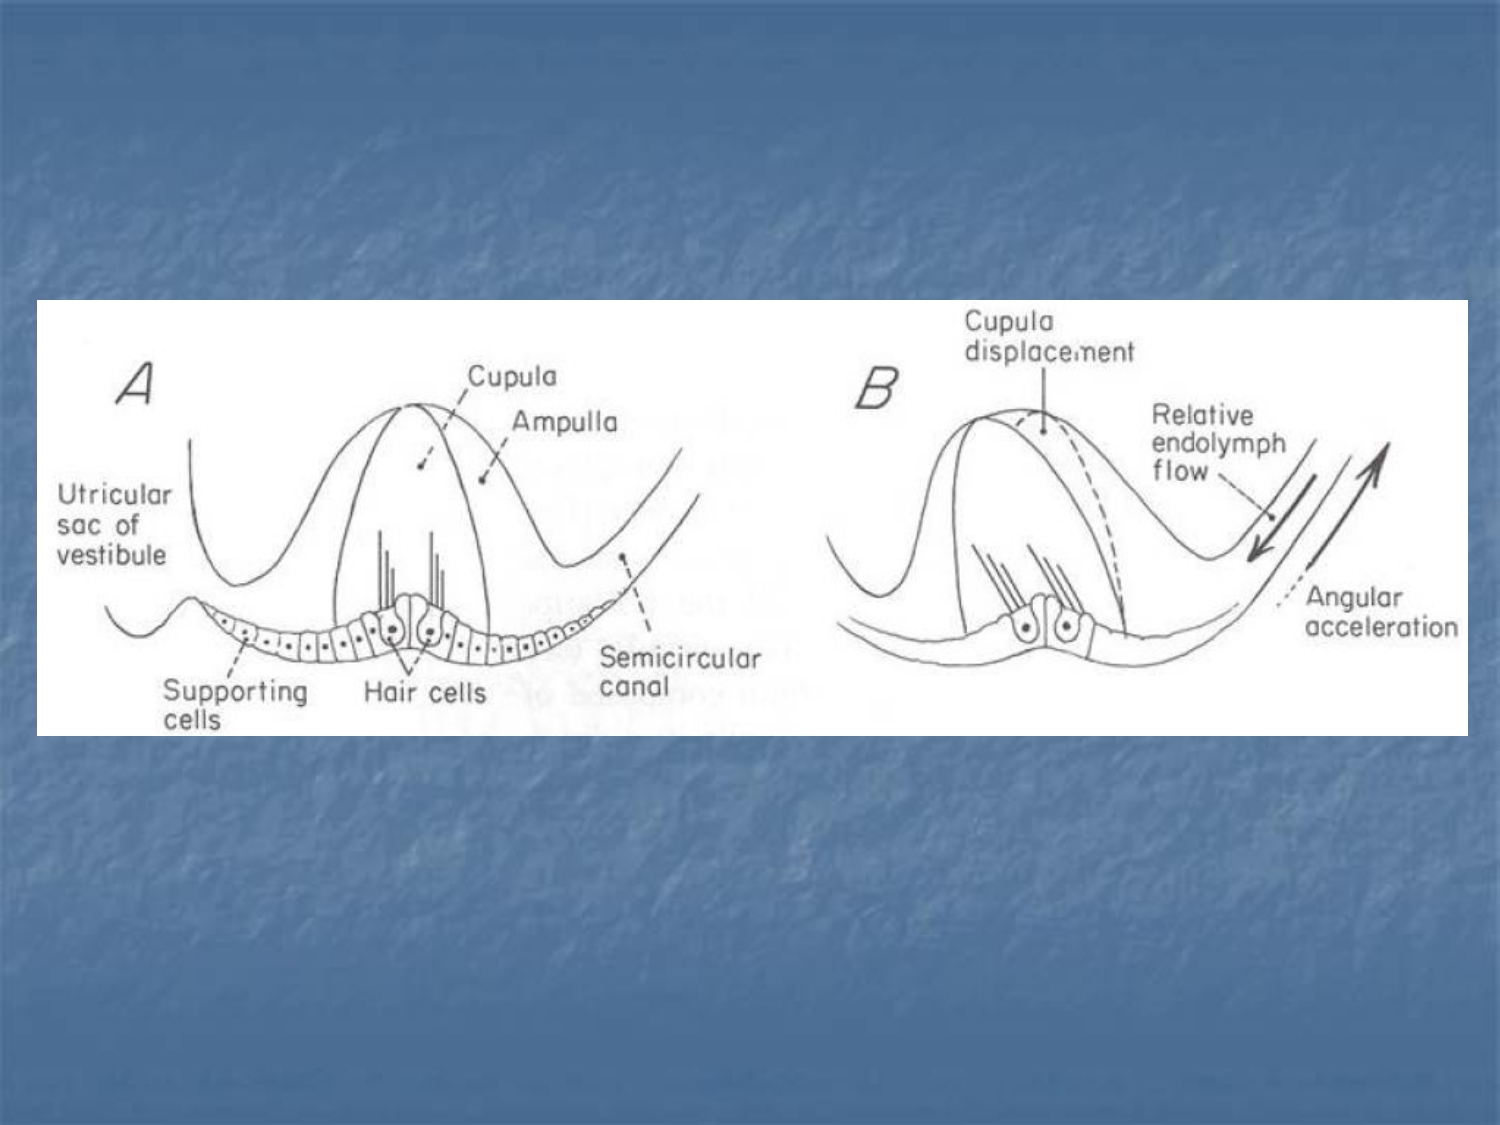 A
Cupula
Ampulla
Utricular
sac of
vestibule
Supporting
cells
Hair cells
Semicircular
canal
B
Cupula
displacement
Relative
endolymph
flow
Angular
acceleration